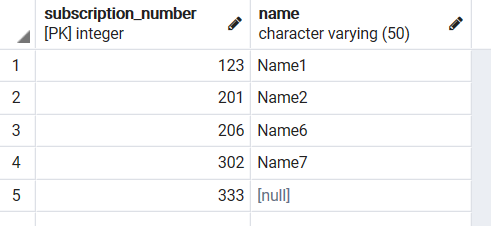 subscription_number name
[PK] integer character varying (50)
1 123 Name1
2 201 Name2
3 206 Name6
4 302 Name7
5 333 [null]